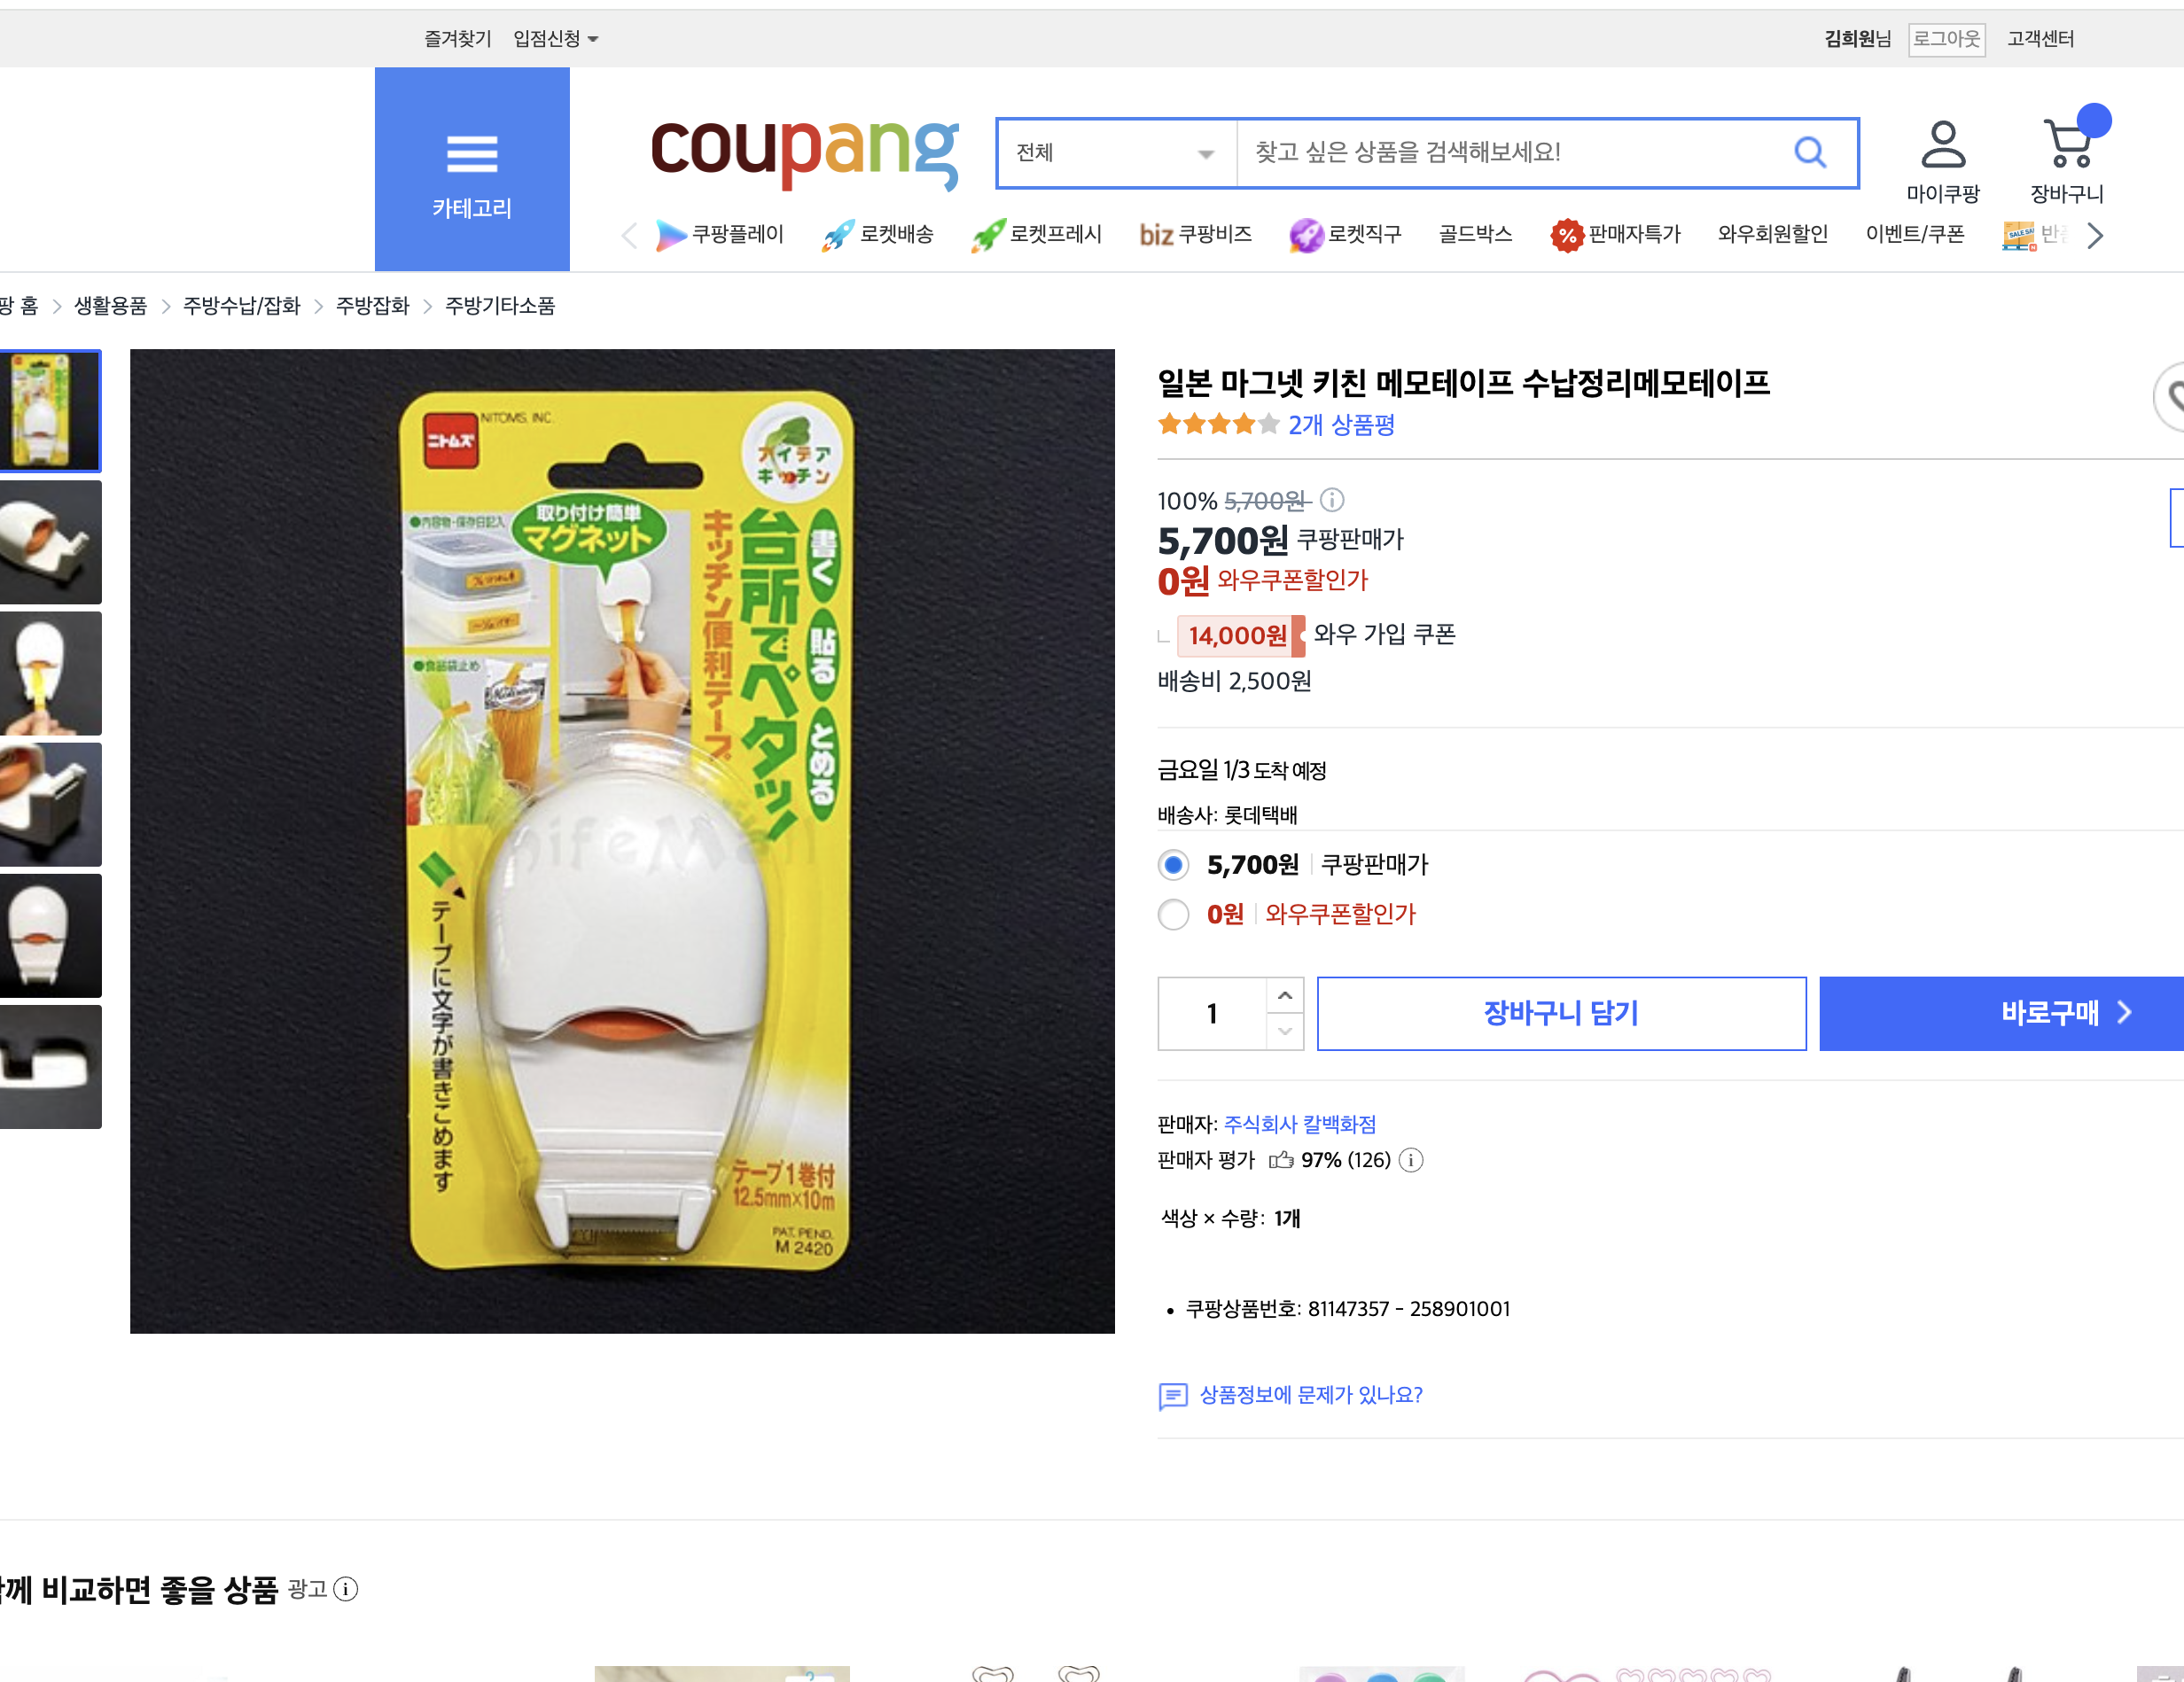 즐겨찾기 입점신청
김희원님 로그아웃 고객센터
카테고리
coupang
전체
찾고 싶은 상품을 검색해보세요!
마이쿠팡
장바구니
쿠팡플레이 로켓배송 로켓프레시 biz 쿠팡비즈 로켓직구 골드박스 % 판매자특가 와우회원할인 이벤트/쿠폰
팡 홈 > 생활용품 > 주방수납/잡화 > 주방잡화 > 주방기타소품
ニトムズ
NITOMS, INC.
アイデア
キッチン
取り付け簡単
マグネット
●内容物・保存日記入
●食品袋止め
書く 貼る とめる
台所でペタッ!
キッチン便利テープ
KnifeMall
テープに文字が書きこめます
テープ1巻付
12.5mm×10m
PAT. PEND.
M 2420
일본 마그넷 키친 메모테이프 수납정리메모테이프
2개 상품평
100% 5,700원
5,700원 쿠팡판매가
0원 와우쿠폰할인가
14,000원 와우 가입 쿠폰
배송비 2,500원
금요일 1/3 도착 예정
배송사: 롯데택배
5,700원 쿠팡판매가
0원 와우쿠폰할인가
1
장바구니 담기
바로구매
판매자: 주식회사 칼백화점
판매자 평가 97% (126)
색상 × 수량: 1개
• 쿠팡상품번호: 81147357 - 258901001
상품정보에 문제가 있나요?
께 비교하면 좋을 상품 광고